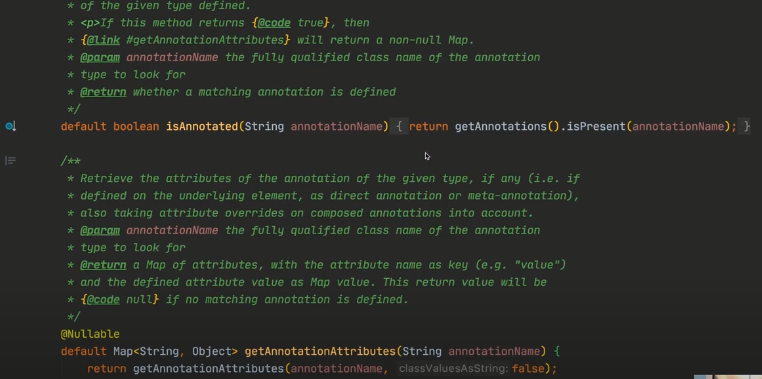 * of the given type defined.
* <p>If this method returns {@code true}, then
* {@link #getAnnotationAttributes} will return a non-null Map.
* @param annotationName the fully qualified class name of the annotation
* type to look for
* @return whether a matching annotation is defined
*/
default boolean isAnnotated(String annotationName) { return getAnnotations().isPresent(annotationName); }
/**
* Retrieve the attributes of the annotation of the given type, if any (i.e. if
* defined on the underlying element, as direct annotation or meta-annotation),
* also taking attribute overrides on composed annotations into account.
* @param annotationName the fully qualified class name of the annotation
* type to look for
* @return a Map of attributes, with the attribute name as key (e.g. "value")
* and the defined attribute value as Map value. This return value will be
* {@code null} if no matching annotation is defined.
*/
@Nullable
default Map<String, Object> getAnnotationAttributes(String annotationName) {
return getAnnotationAttributes(annotationName, classValuesAsString: false);